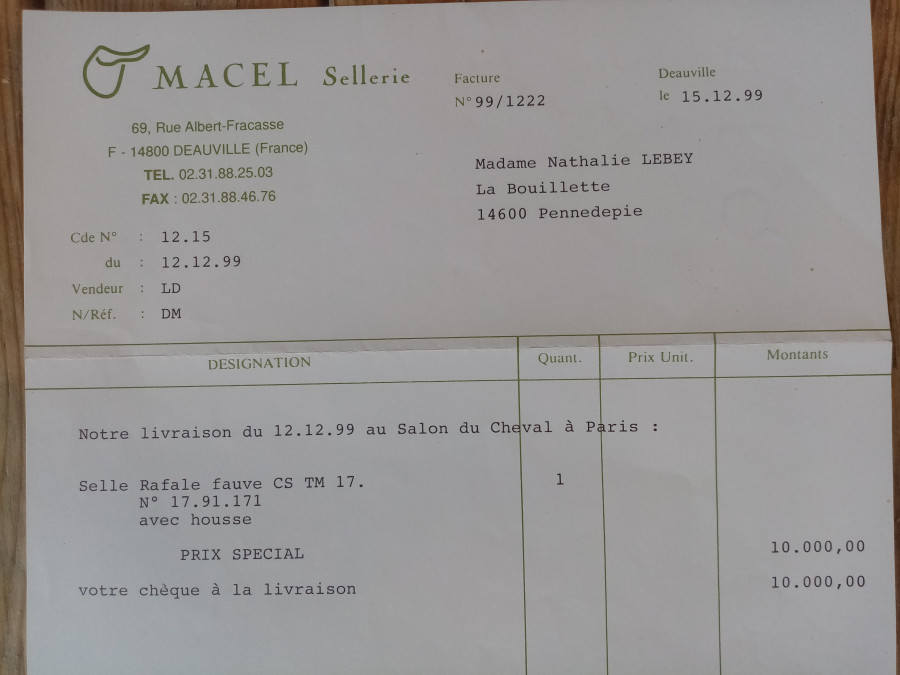 MACEL Sellerie
69, Rue Albert-Fracasse
F - 14800 DEAUVILLE (France)
TEL. 02.31.88.25.03
FAX : 02.31.88.46.76
Facture
N° 99/1222
Deauville
le 15.12.99
Madame Nathalie LEBEY
La Bouillette
14600 Pennedepie
Cde N° : 12.15
du : 12.12.99
Vendeur : LD
N/Réf. : DM
DESIGNATION Quant. Prix Unit. Montants
Notre livraison du 12.12.99 au Salon du Cheval à Paris :
Selle Rafale fauve CS TM 17. 1
N° 17.91.171
avec housse
PRIX SPECIAL 10.000,00
votre chèque à la livraison 10.000,00